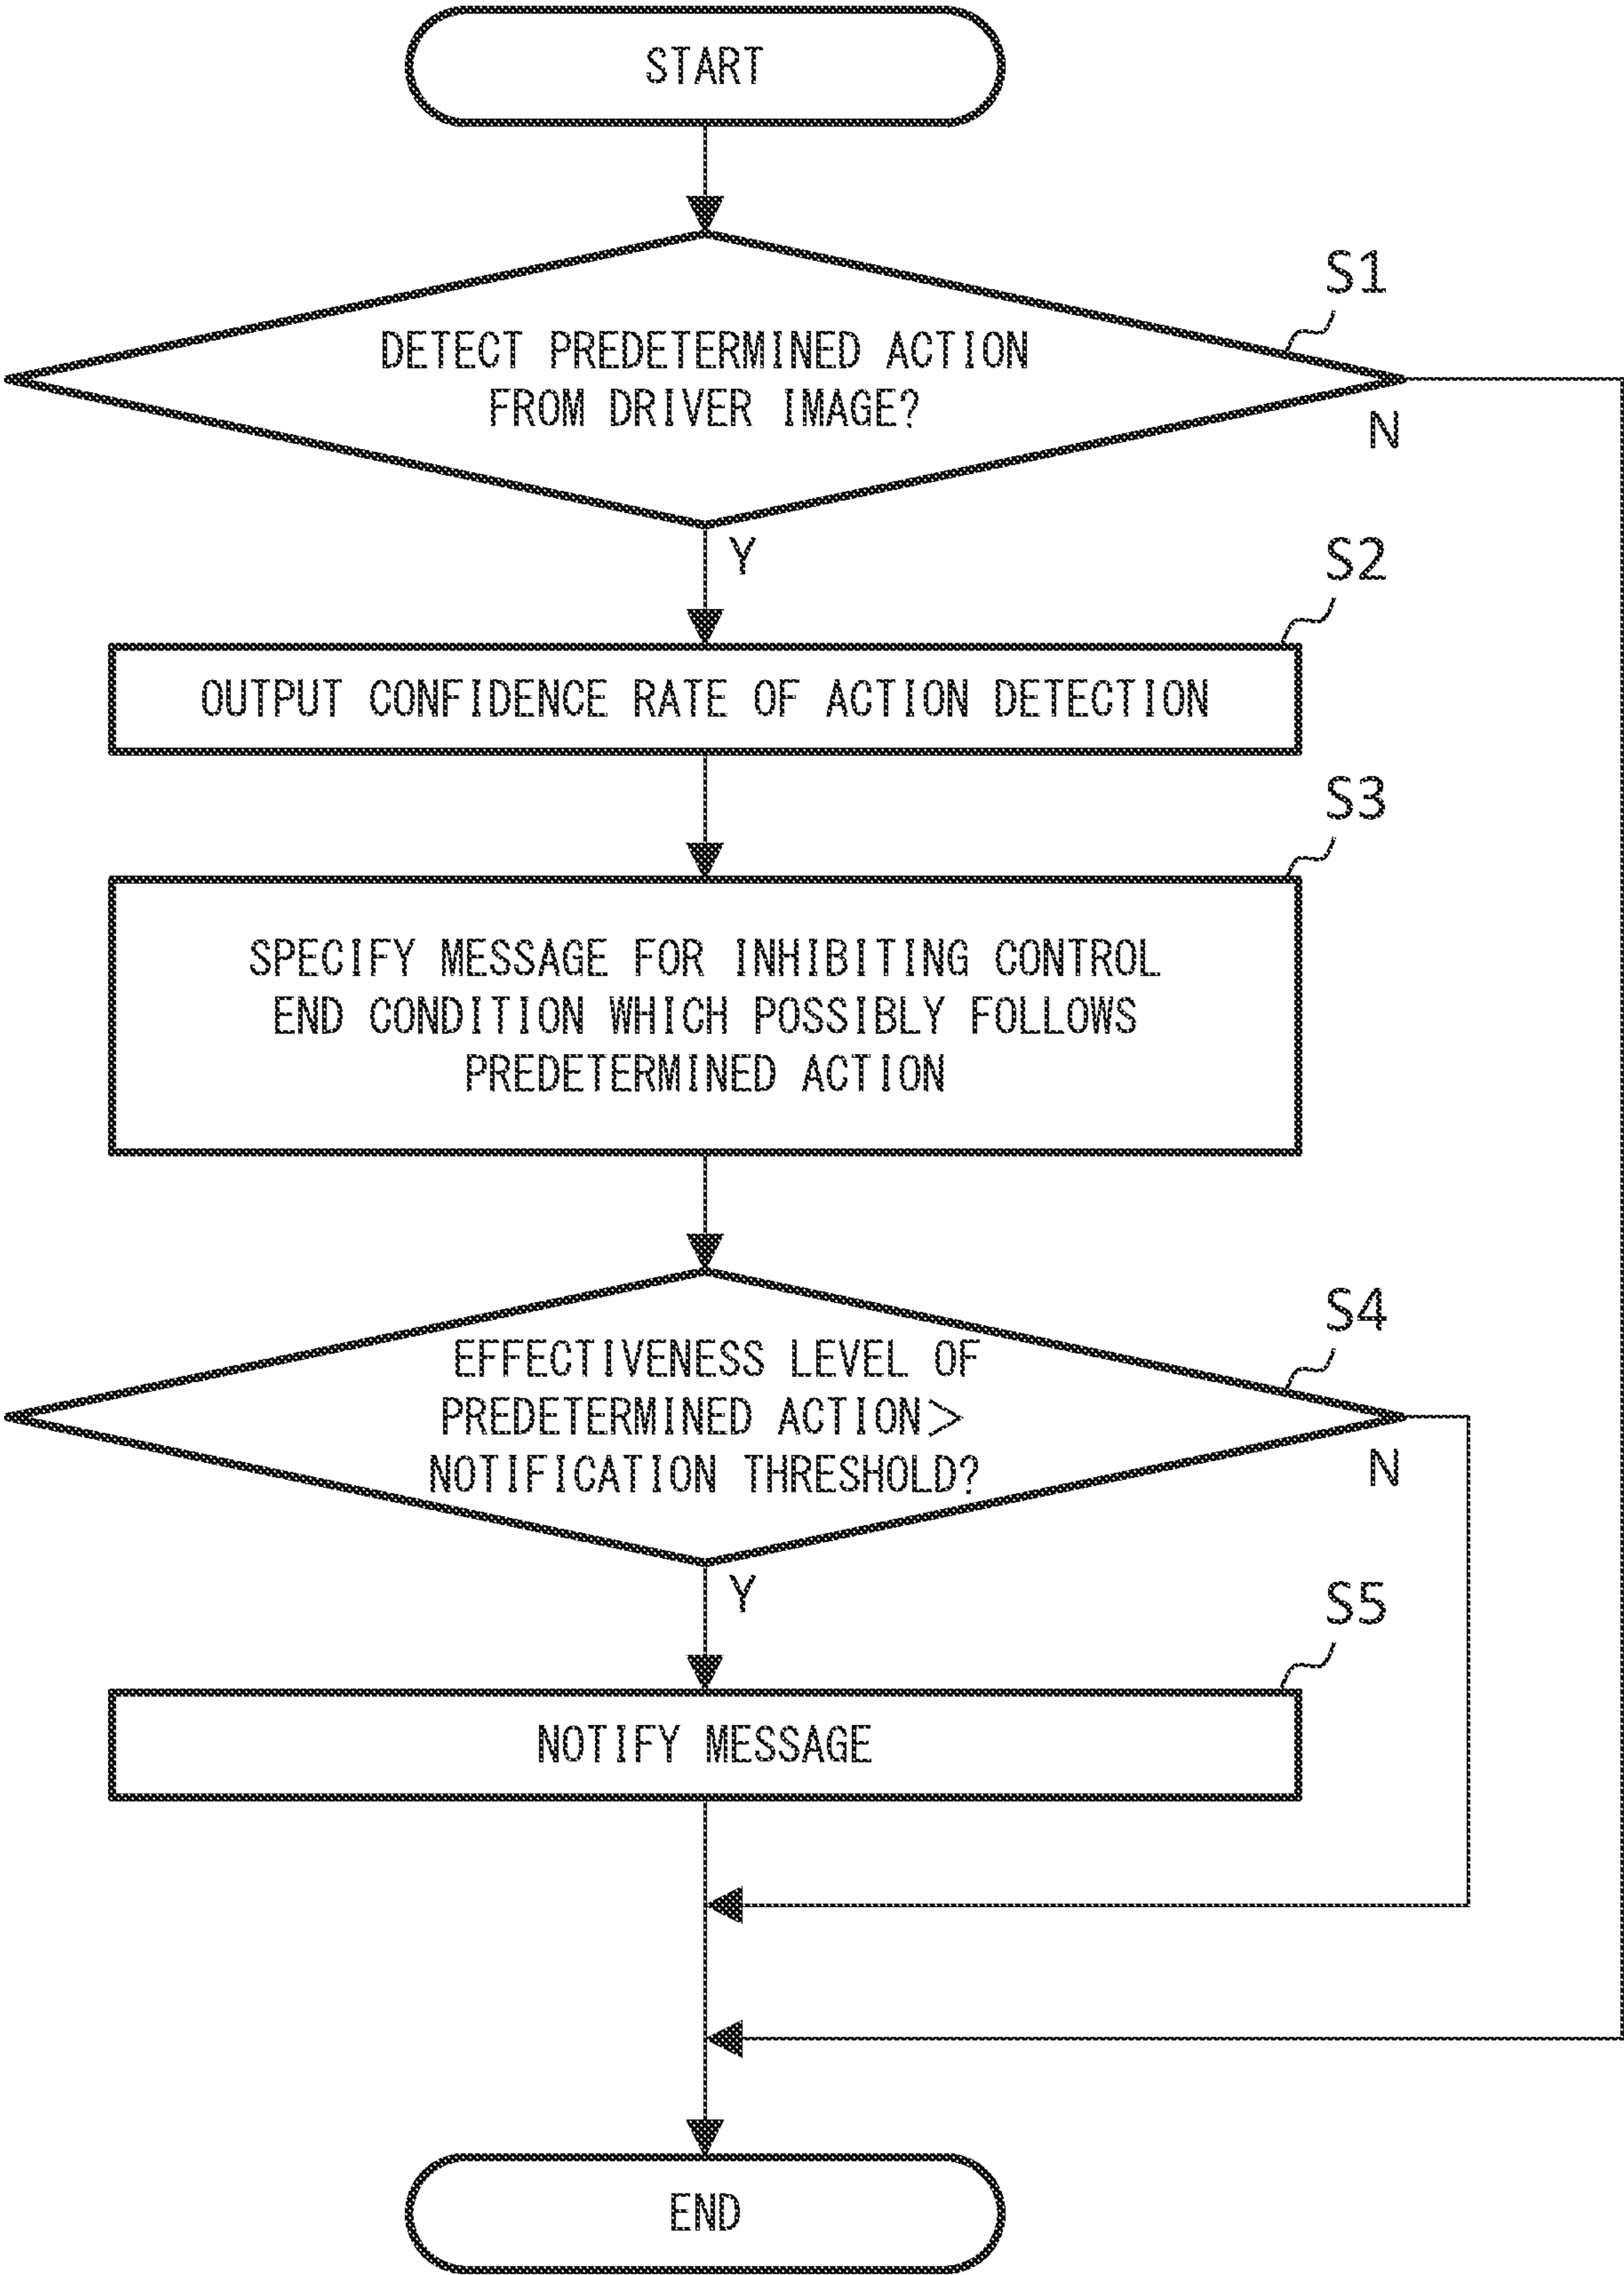 START
S1
DETECT PREDETERMINED ACTION
FROM DRIVER IMAGE?
N
Y
S2
OUTPUT CONFIDENCE RATE OF ACTION DETECTION
S3
SPECIFY MESSAGE FOR INHIBITING CONTROL
END CONDITION WHICH POSSIBLY FOLLOWS
PREDETERMINED ACTION
S4
EFFECTIVENESS LEVEL OF
PREDETERMINED ACTION>
NOTIFICATION THRESHOLD?
N
Y
S5
NOTIFY MESSAGE
END